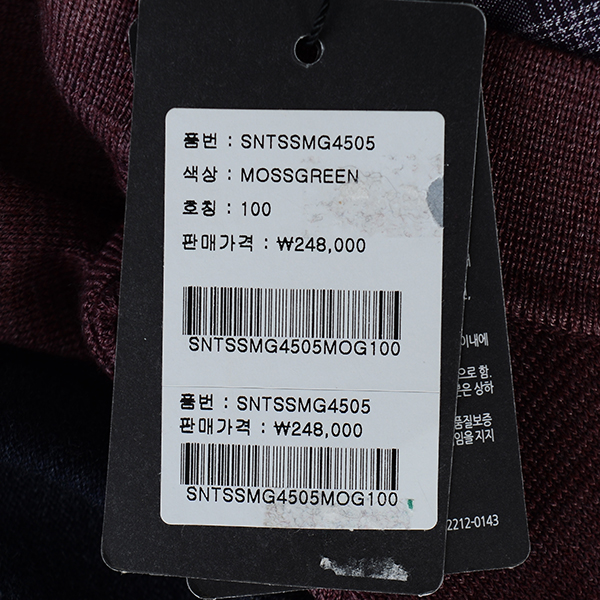 품번 : SNTSSMG4505
색상 : MOSSGREEN
호칭 : 100
판매가격 : ₩248,000
SNTSSMG4505MOG100
품번 : SNTSSMG4505
판매가격 : ₩248,000
SNTSSMG4505MOG100
이내에
으로 함.
은 상하
품질보증
임을 지지
2212-0143